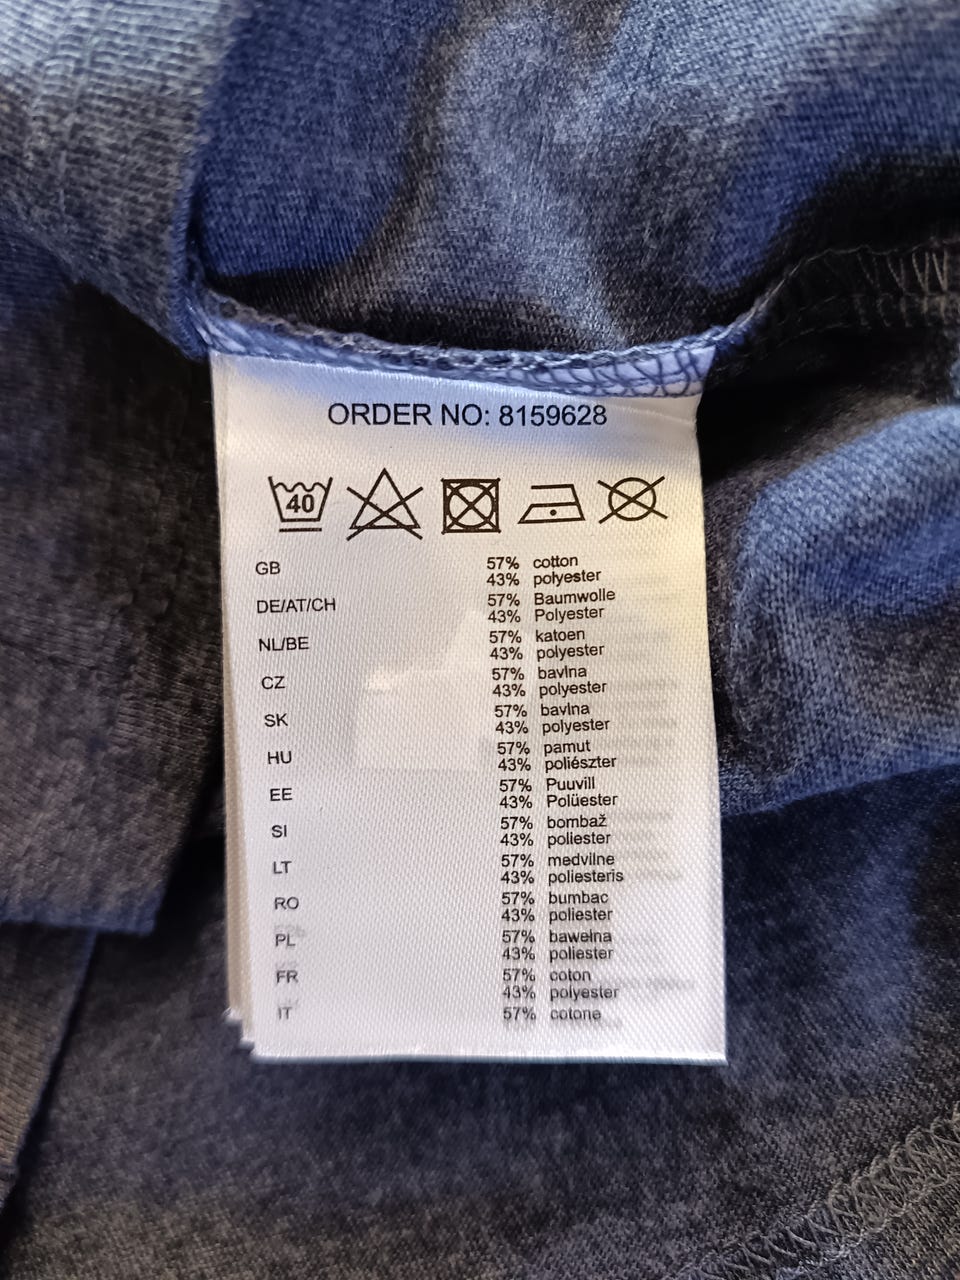 ORDER NO: 8159628
40
GB 57% cotton
43% polyester
DE/AT/CH 57% Baumwolle
43% Polyester
NL/BE 57% katoen
43% polyester
CZ 57% bavlna
43% polyester
SK 57% bavlna
43% polyester
HU 57% pamut
43% poliészter
EE 57% Puuvill
43% Polüester
SI 57% bombaž
43% poliester
LT 57% medvilne
43% poliesteris
RO 57% bumbac
43% poliester
PL 57% bawełna
43% poliester
FR 57% coton
43% polyester
IT 57% cotone